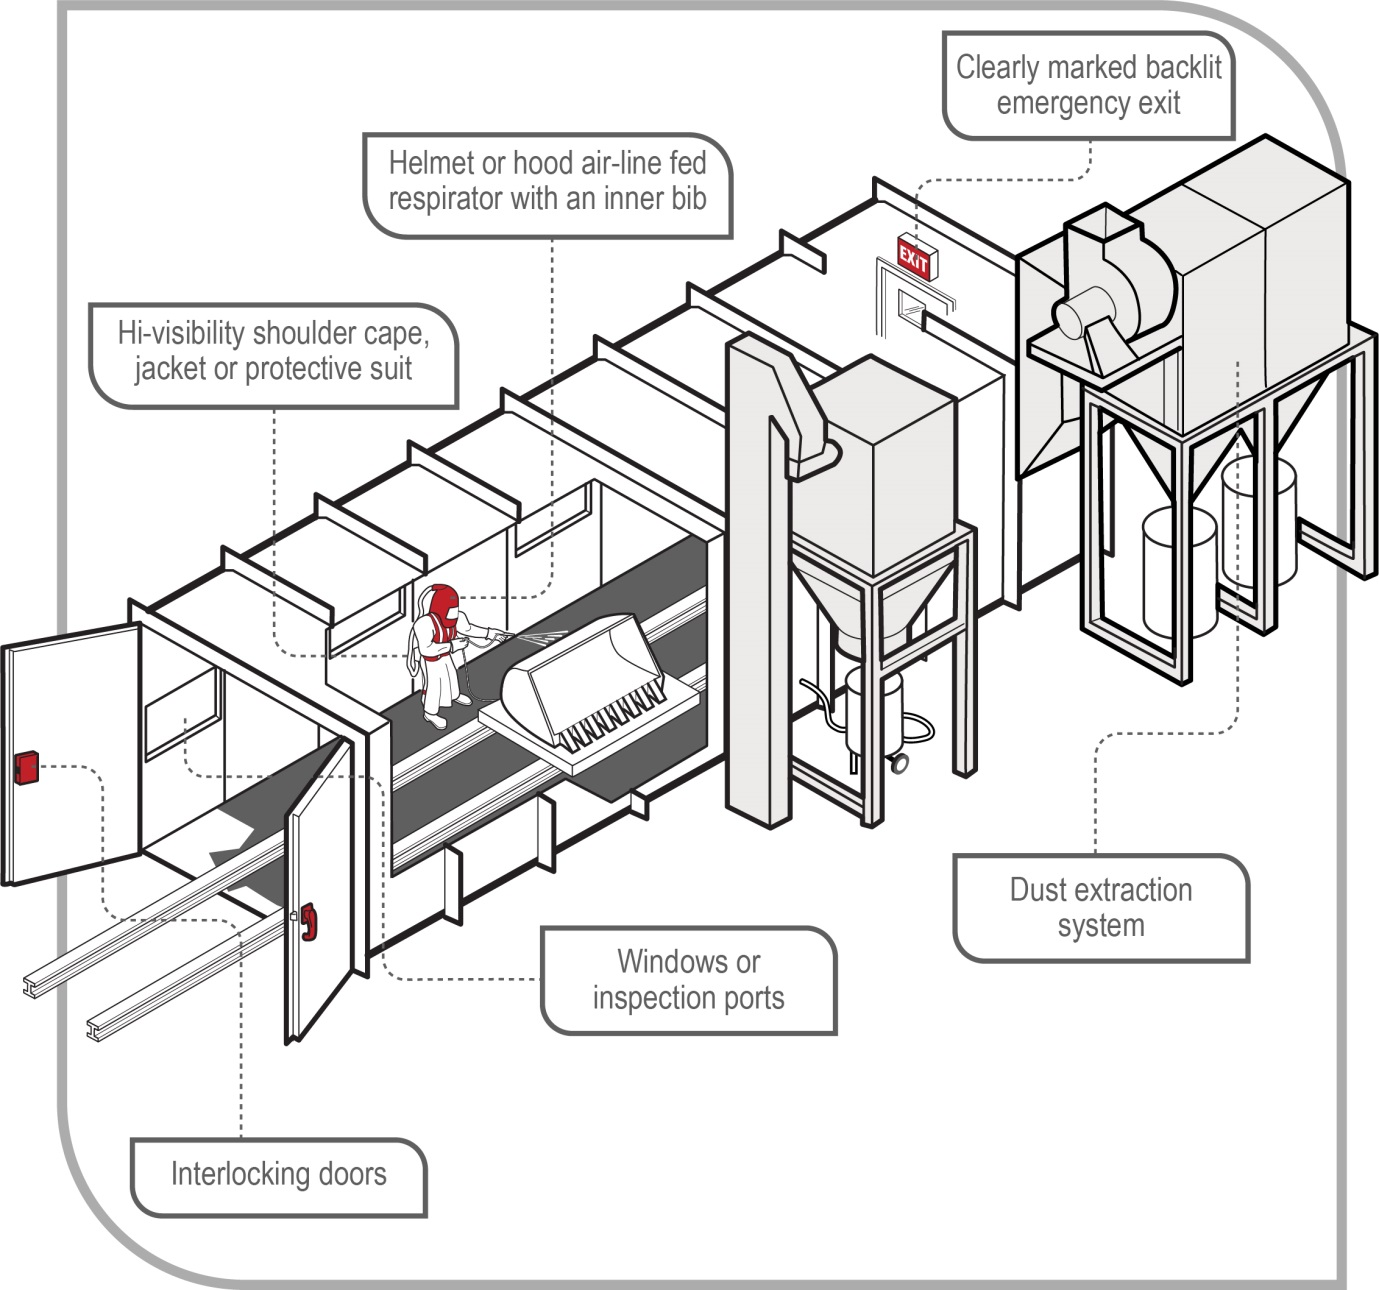 Clearly marked backlit
emergency exit
Helmet or hood air-line fed
respirator with an inner bib
EXIT
Hi-visibility shoulder cape,
jacket or protective suit
Dust extraction
system
Windows or
inspection ports
Interlocking doors